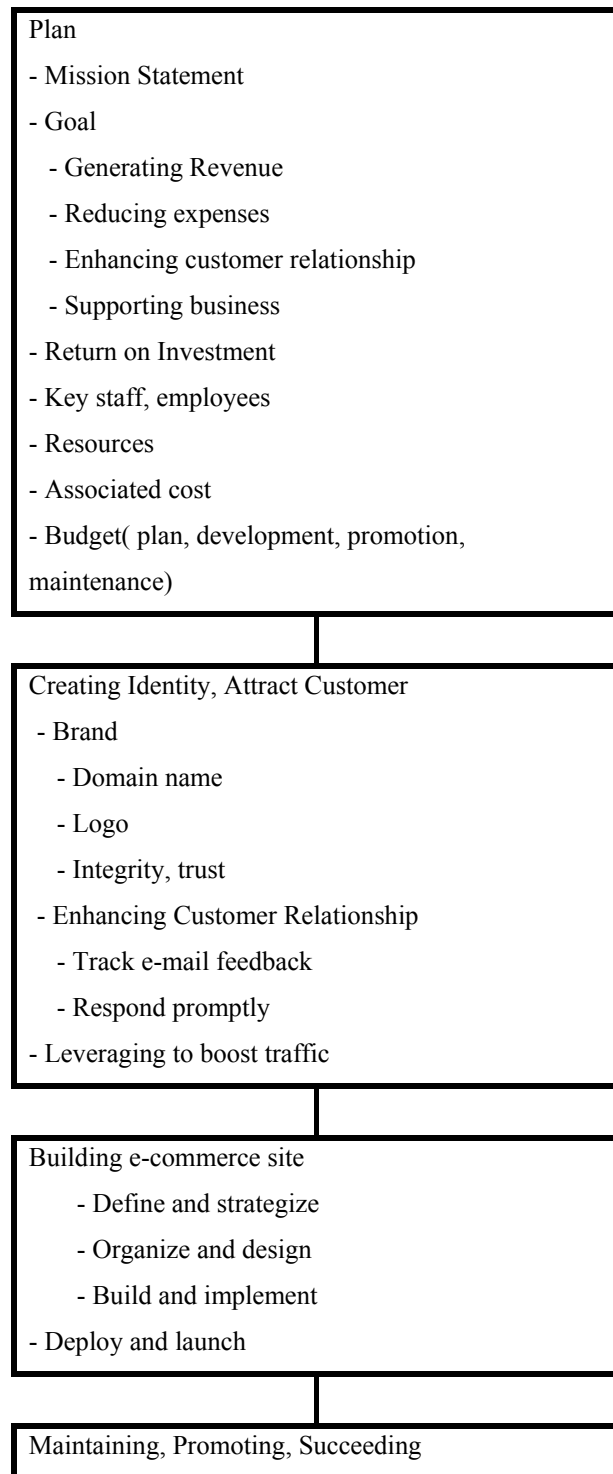 Plan
- Mission Statement
- Goal
- Generating Revenue
- Reducing expenses
- Enhancing customer relationship
- Supporting business
- Return on Investment
- Key staff, employees
- Resources
- Associated cost
- Budget( plan, development, promotion,
maintenance)
Creating Identity, Attract Customer
- Brand
- Domain name
- Logo
- Integrity, trust
- Enhancing Customer Relationship
- Track e-mail feedback
- Respond promptly
- Leveraging to boost traffic
Building e-commerce site
- Define and strategize
- Organize and design
- Build and implement
- Deploy and launch
Maintaining, Promoting, Succeeding